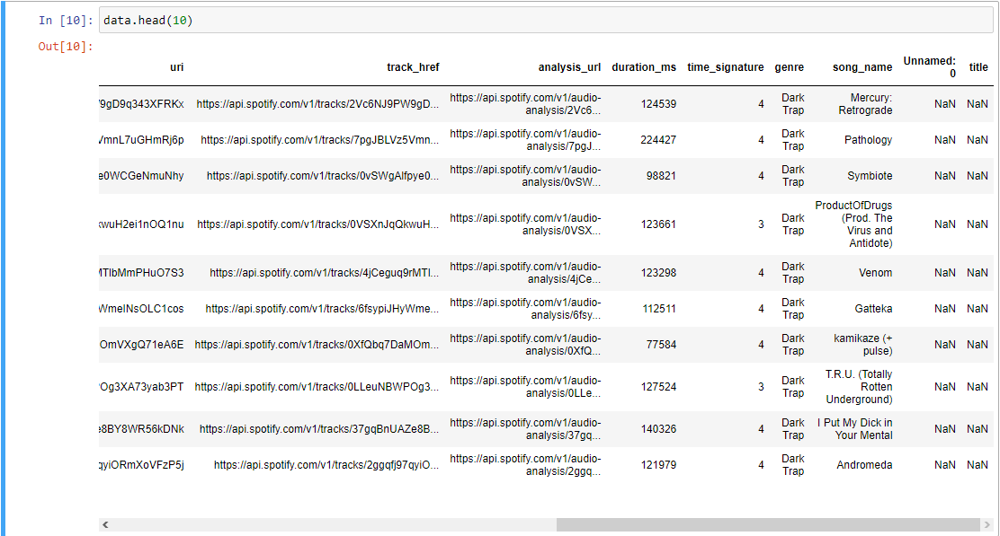 In [10]: data.head(10)
Out[10]:
uri track_href analysis_url duration_ms time_signature genre song_name Unnamed: 0 title
9gD9q343XFRKx https://api.spotify.com/v1/tracks/2Vc6NJ9PW9gD... https://api.spotify.com/v1/audio-analysis/2Vc6... 124539 4 Dark Trap Mercury: Retrograde NaN NaN
VmnL7uGHmRj6p https://api.spotify.com/v1/tracks/7pgJBLVz5Vmn... https://api.spotify.com/v1/audio-analysis/7pgJ... 224427 4 Dark Trap Pathology NaN NaN
e0WCGeNmuNhy https://api.spotify.com/v1/tracks/0vSWgAlfpye0... https://api.spotify.com/v1/audio-analysis/0vSW... 98821 4 Dark Trap Symbiote NaN NaN
kwuH2ei1nOQ1nu https://api.spotify.com/v1/tracks/0VSXnJqQkwuH... https://api.spotify.com/v1/audio-analysis/0VSX... 123661 3 Dark Trap ProductOfDrugs (Prod. The Virus and Antidote) NaN NaN
MTlbMmPHuO7S3 https://api.spotify.com/v1/tracks/4jCeguq9rMTl... https://api.spotify.com/v1/audio-analysis/4jCe... 123298 4 Dark Trap Venom NaN NaN
WmeINsOLC1cos https://api.spotify.com/v1/tracks/6fsypiJHyWme... https://api.spotify.com/v1/audio-analysis/6fsy... 112511 4 Dark Trap Gatteka NaN NaN
OmVXgQ71eA6E https://api.spotify.com/v1/tracks/0XfQbq7DaMOm... https://api.spotify.com/v1/audio-analysis/0XfQ... 77584 4 Dark Trap kamikaze (+ pulse) NaN NaN
Og3XA73yab3PT https://api.spotify.com/v1/tracks/0LLeuNBWPOg3... https://api.spotify.com/v1/audio-analysis/0LLe... 127524 3 Dark Trap T.R.U. (Totally Rotten Underground) NaN NaN
e8BY8WR56kDNk https://api.spotify.com/v1/tracks/37gqBnUAZe8B... https://api.spotify.com/v1/audio-analysis/37gq... 140326 4 Dark Trap I Put My Dick in Your Mental NaN NaN
qyiORmXoVFzP5j https://api.spotify.com/v1/tracks/2ggqfj97qyiO... https://api.spotify.com/v1/audio-analysis/2ggq... 121979 4 Dark Trap Andromeda NaN NaN